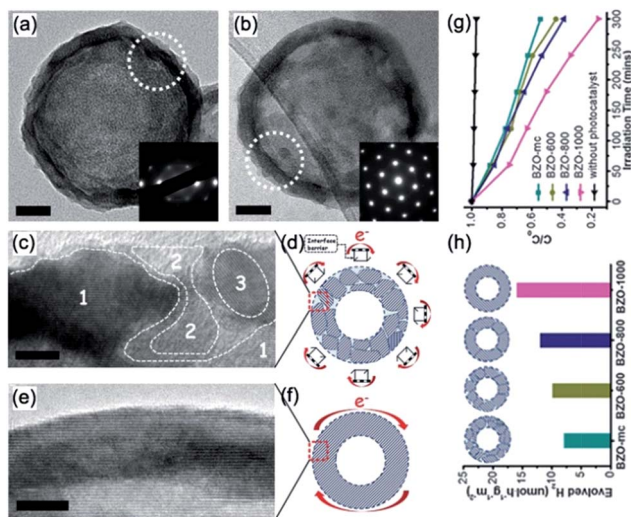 (a)
(b)
(c)
1
2
2
3
1
(d)
Interface
barrier
e-
(e)
(f)
e-
(g)
C/C⁰
1.0
0.8
0.6
0.4
0.2
0
50
100
150
200
250
300
Irradiation Time (mins)
BZO-mc
BZO-600
BZO-800
BZO-1000
without photocatalyst
(h)
Evolved H₂ (umol·h⁻¹g⁻¹m⁻²)
25
20
15
10
5
0
BZO-mc
BZO-600
BZO-800
BZO-1000